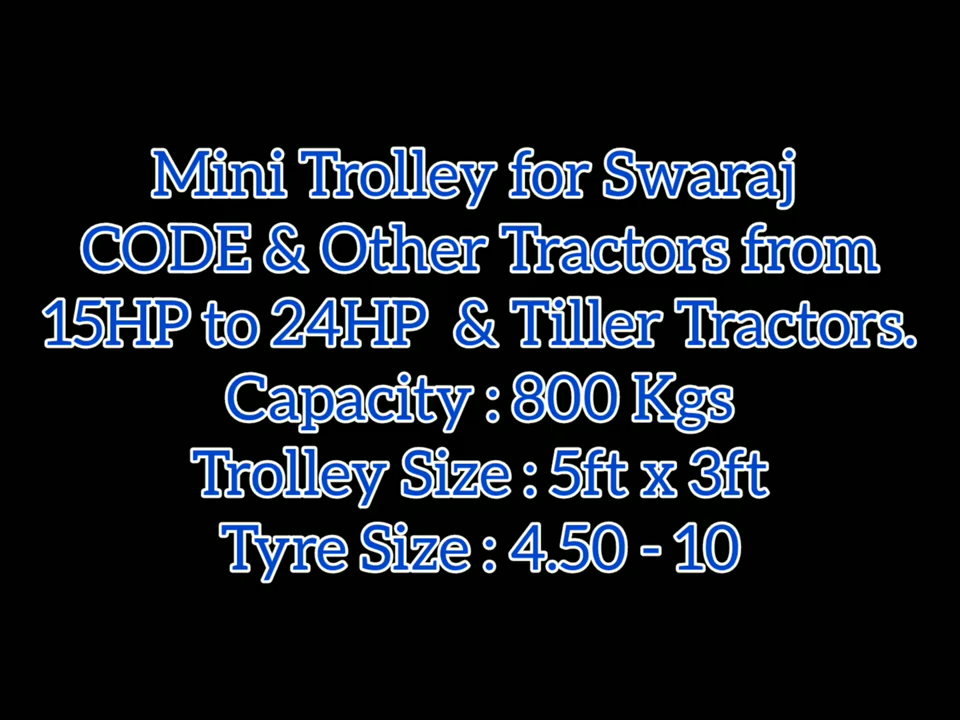 Mini Trolley for Swaraj
CODE & Other Tractors from
15HP to 24HP & Tiller Tractors.
Capacity : 800 Kgs
Trolley Size : 5ft x 3ft
Tyre Size : 4.50 - 10